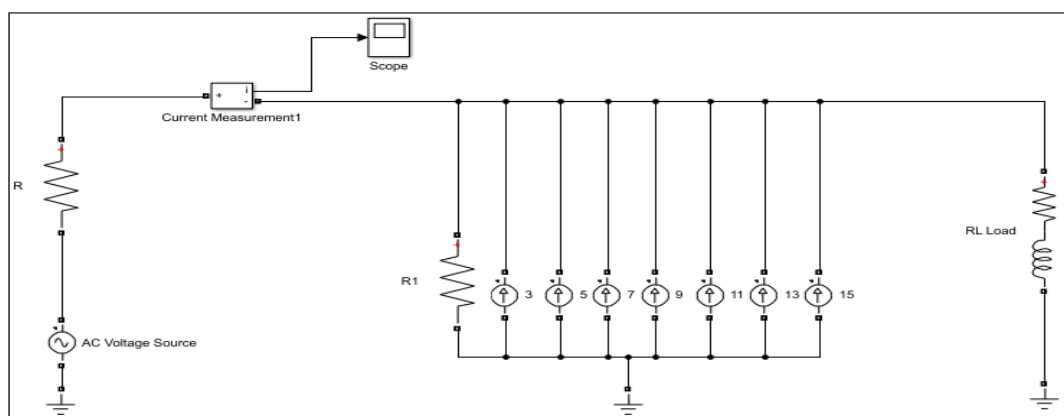 Scope
i
+
-
Current Measurement1
+
R
+
RL Load
+
R1
3
5
7
9
11
13
15
AC Voltage Source